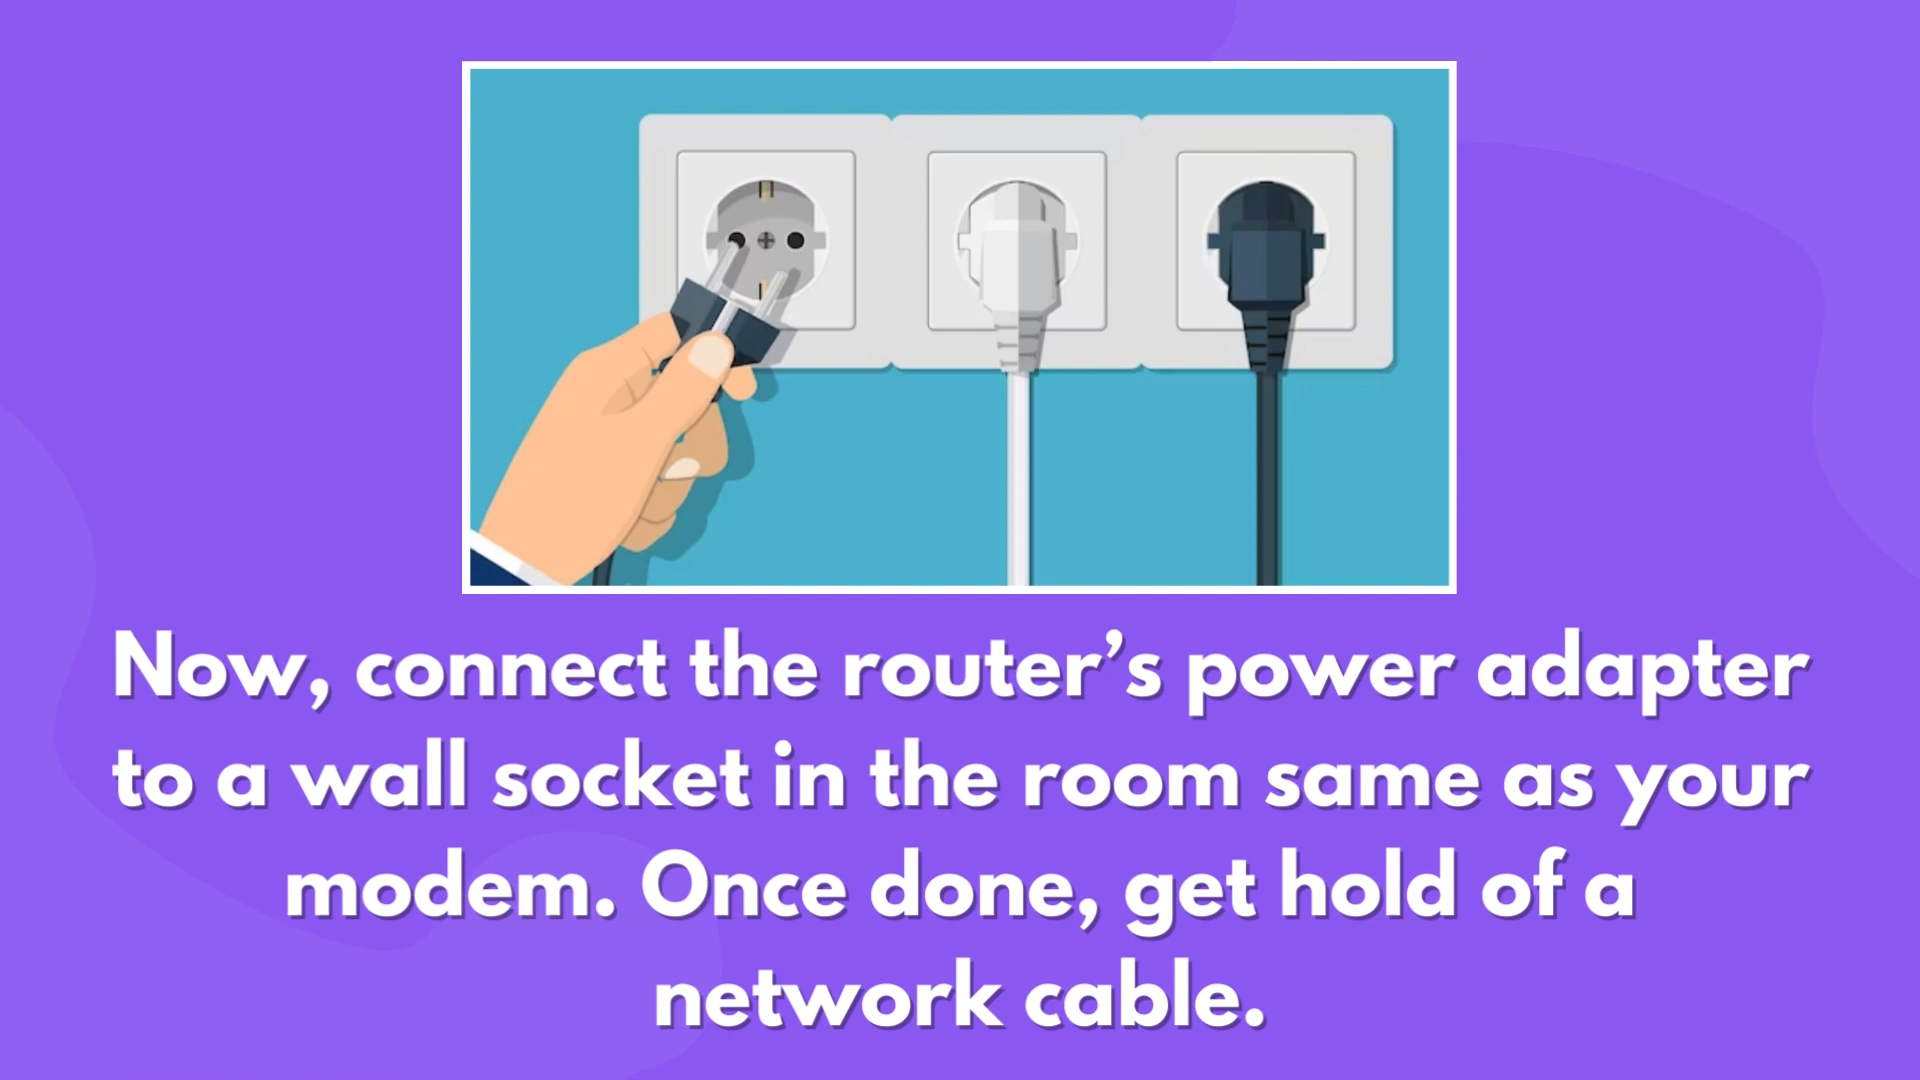 Now, connect the router’s power adapter
to a wall socket in the room same as your
modem. Once done, get hold of a
network cable.